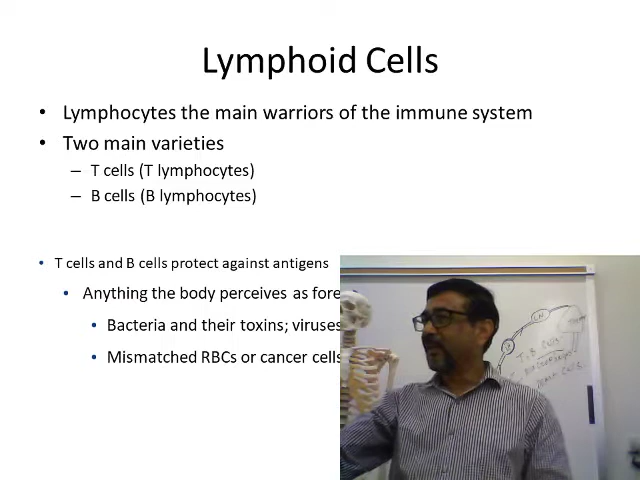 Lymphoid Cells
• Lymphocytes the main warriors of the immune system
• Two main varieties
– T cells (T lymphocytes)
– B cells (B lymphocytes)
• T cells and B cells protect against antigens
• Anything the body perceives as fore
• Bacteria and their toxins; viruses
• Mismatched RBCs or cancer cells
LN
T + B CELLS